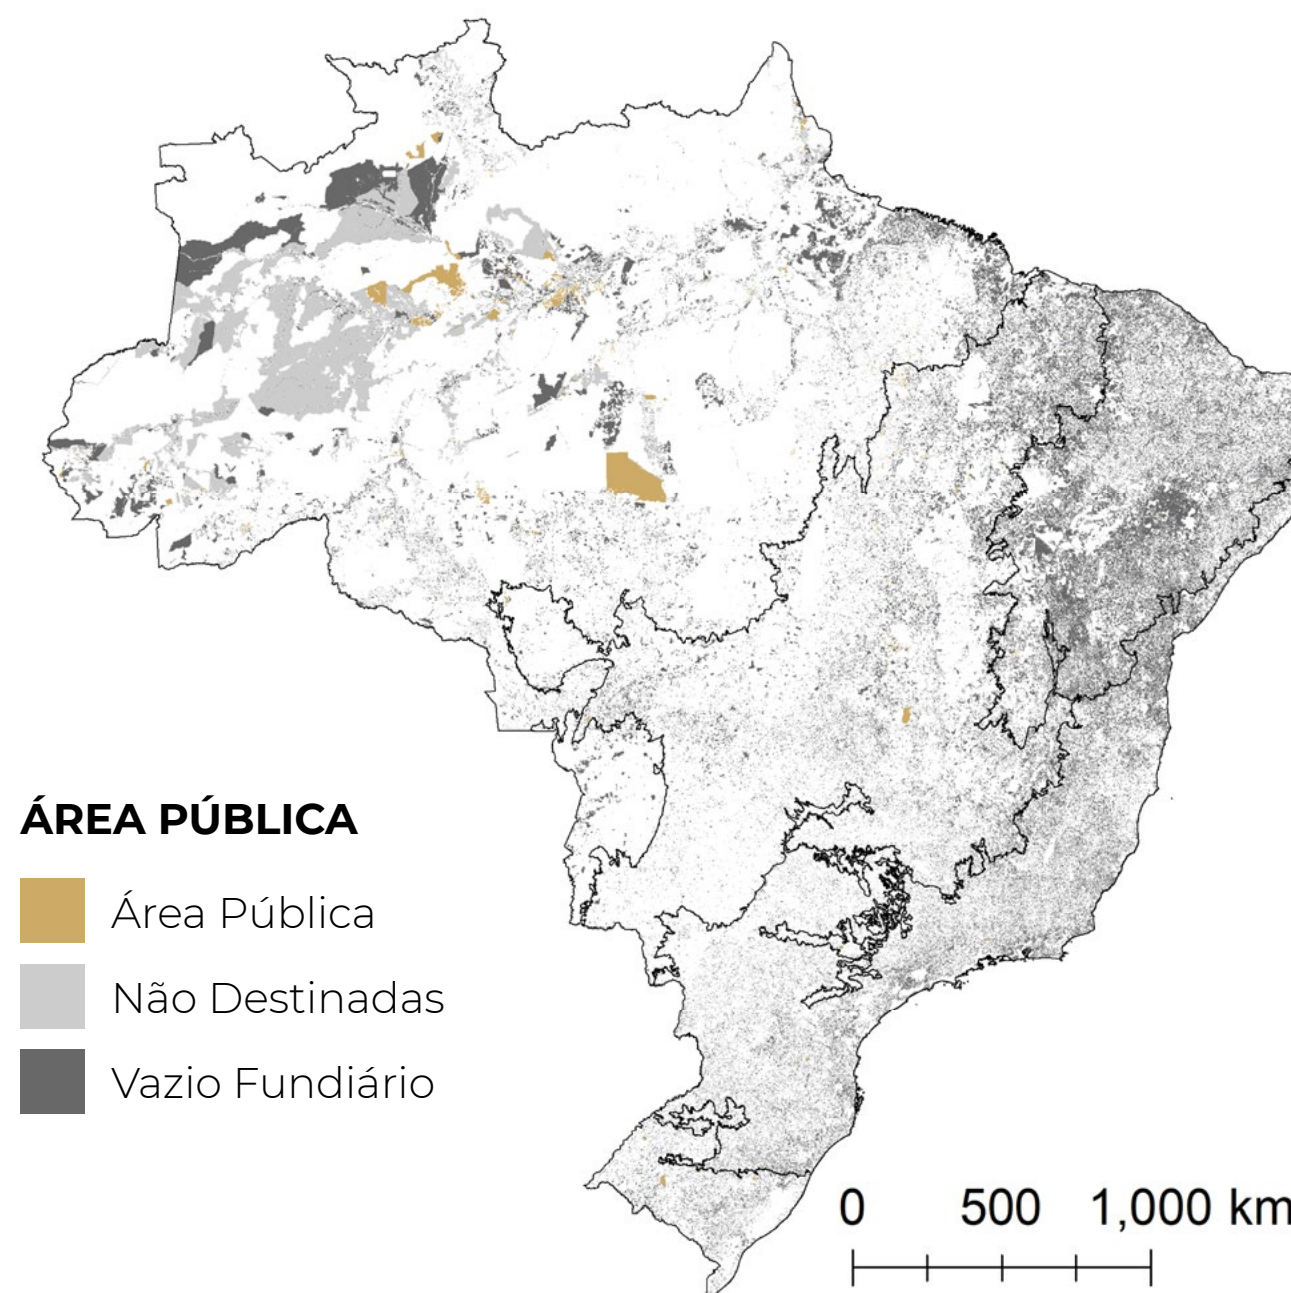 ÁREA PÚBLICA
Área Pública
Não Destinadas
Vazio Fundiário
0 500 1,000 km